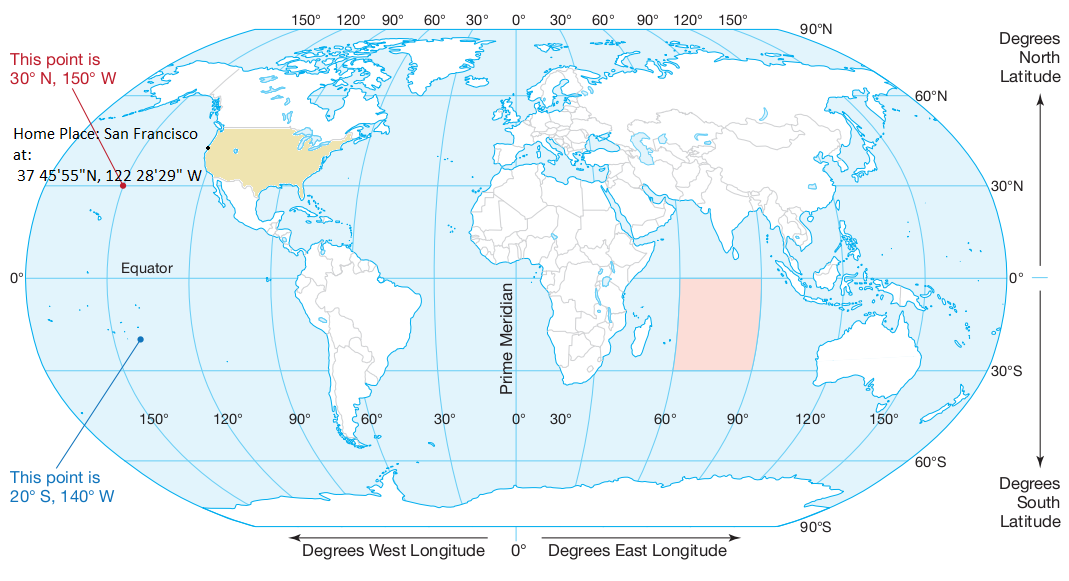 150° 120° 90° 60° 30° 0° 30° 60° 90° 120° 150°
90°N
Degrees
North
Latitude
This point is
30° N, 150° W
60°N
Home Place: San Francisco
at:
37 45'55"N, 122 28'29" W
30°N
Equator
0°
0°
Prime Meridian
30°S
150° 120° 90° 60° 30° 0° 30° 60° 90° 120° 150°
60°S
This point is
20° S, 140° W
Degrees
South
Latitude
90°S
Degrees West Longitude 0° Degrees East Longitude